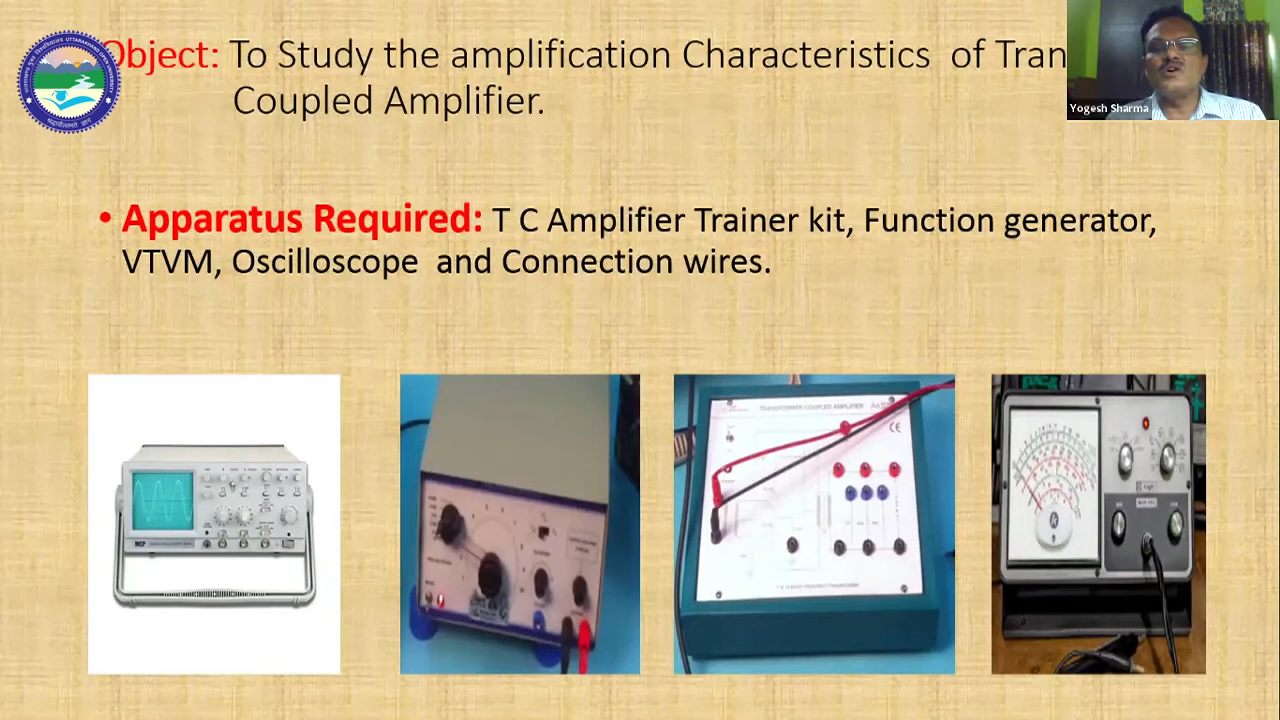 Object: To Study the amplification Characteristics of Tran
Coupled Amplifier.
Yogesh Sharma
• Apparatus Required: T C Amplifier Trainer kit, Function generator,
VTVM, Oscilloscope and Connection wires.
TRANSFORMER COUPLED AMPLIFIER
CE